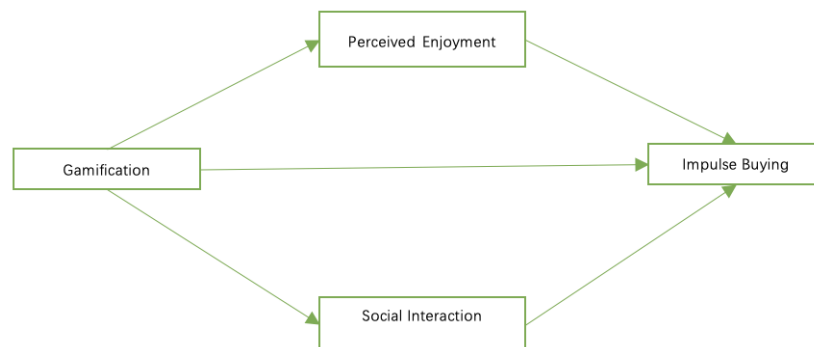 Perceived Enjoyment
Gamification
Impulse Buying
Social Interaction